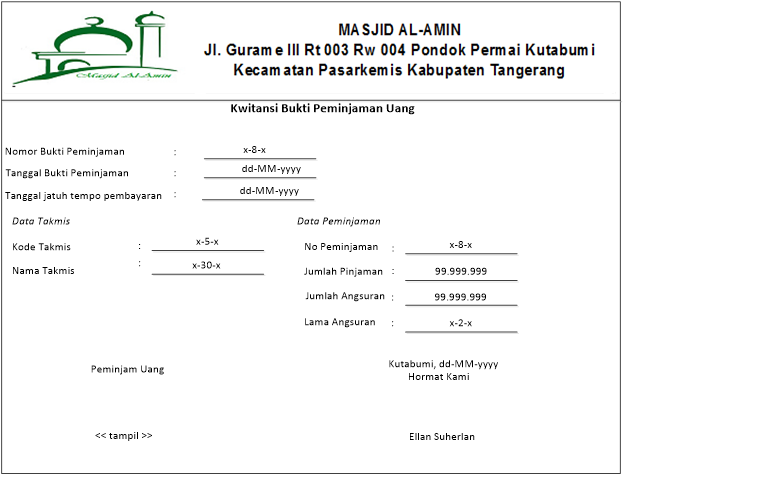 MASJID AL-AMIN
Jl. Gurame III Rt 003 Rw 004 Pondok Permai Kutabumi
Kecamatan Pasarkemis Kabupaten Tangerang
Masjid Al-Amin
Kwitansi Bukti Peminjaman Uang
Nomor Bukti Peminjaman : x-8-x
Tanggal Bukti Peminjaman : dd-MM-yyyy
Tanggal jatuh tempo pembayaran : dd-MM-yyyy
Data Takmis
Kode Takmis : x-5-x
Nama Takmis : x-30-x
Data Peminjaman
No Peminjaman : x-8-x
Jumlah Pinjaman : 99.999.999
Jumlah Angsuran : 99.999.999
Lama Angsuran : x-2-x
Peminjam Uang
<< tampil >>
Kutabumi, dd-MM-yyyy
Hormat Kami
Ellan Suherlan